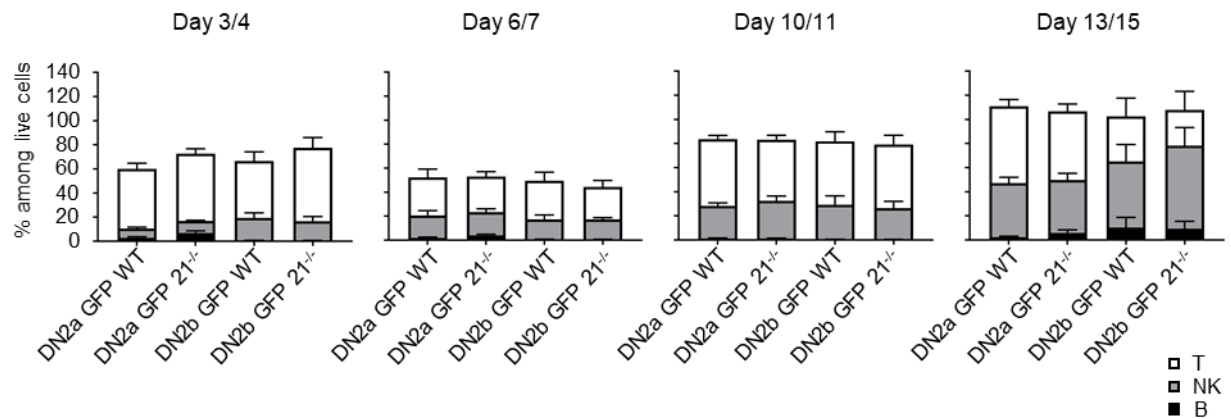 Day 3/4
Day 6/7
Day 10/11
Day 13/15
% among live cells
140
120
100
80
60
40
20
0
DN2a GFP WT
DN2a GFP 21-/-
DN2b GFP WT
DN2b GFP 21-/-
DN2a GFP WT
DN2a GFP 21-/-
DN2b GFP WT
DN2b GFP 21-/-
DN2a GFP WT
DN2a GFP 21-/-
DN2b GFP WT
DN2b GFP 21-/-
DN2a GFP WT
DN2a GFP 21-/-
DN2b GFP WT
DN2b GFP 21-/-
T
NK
B